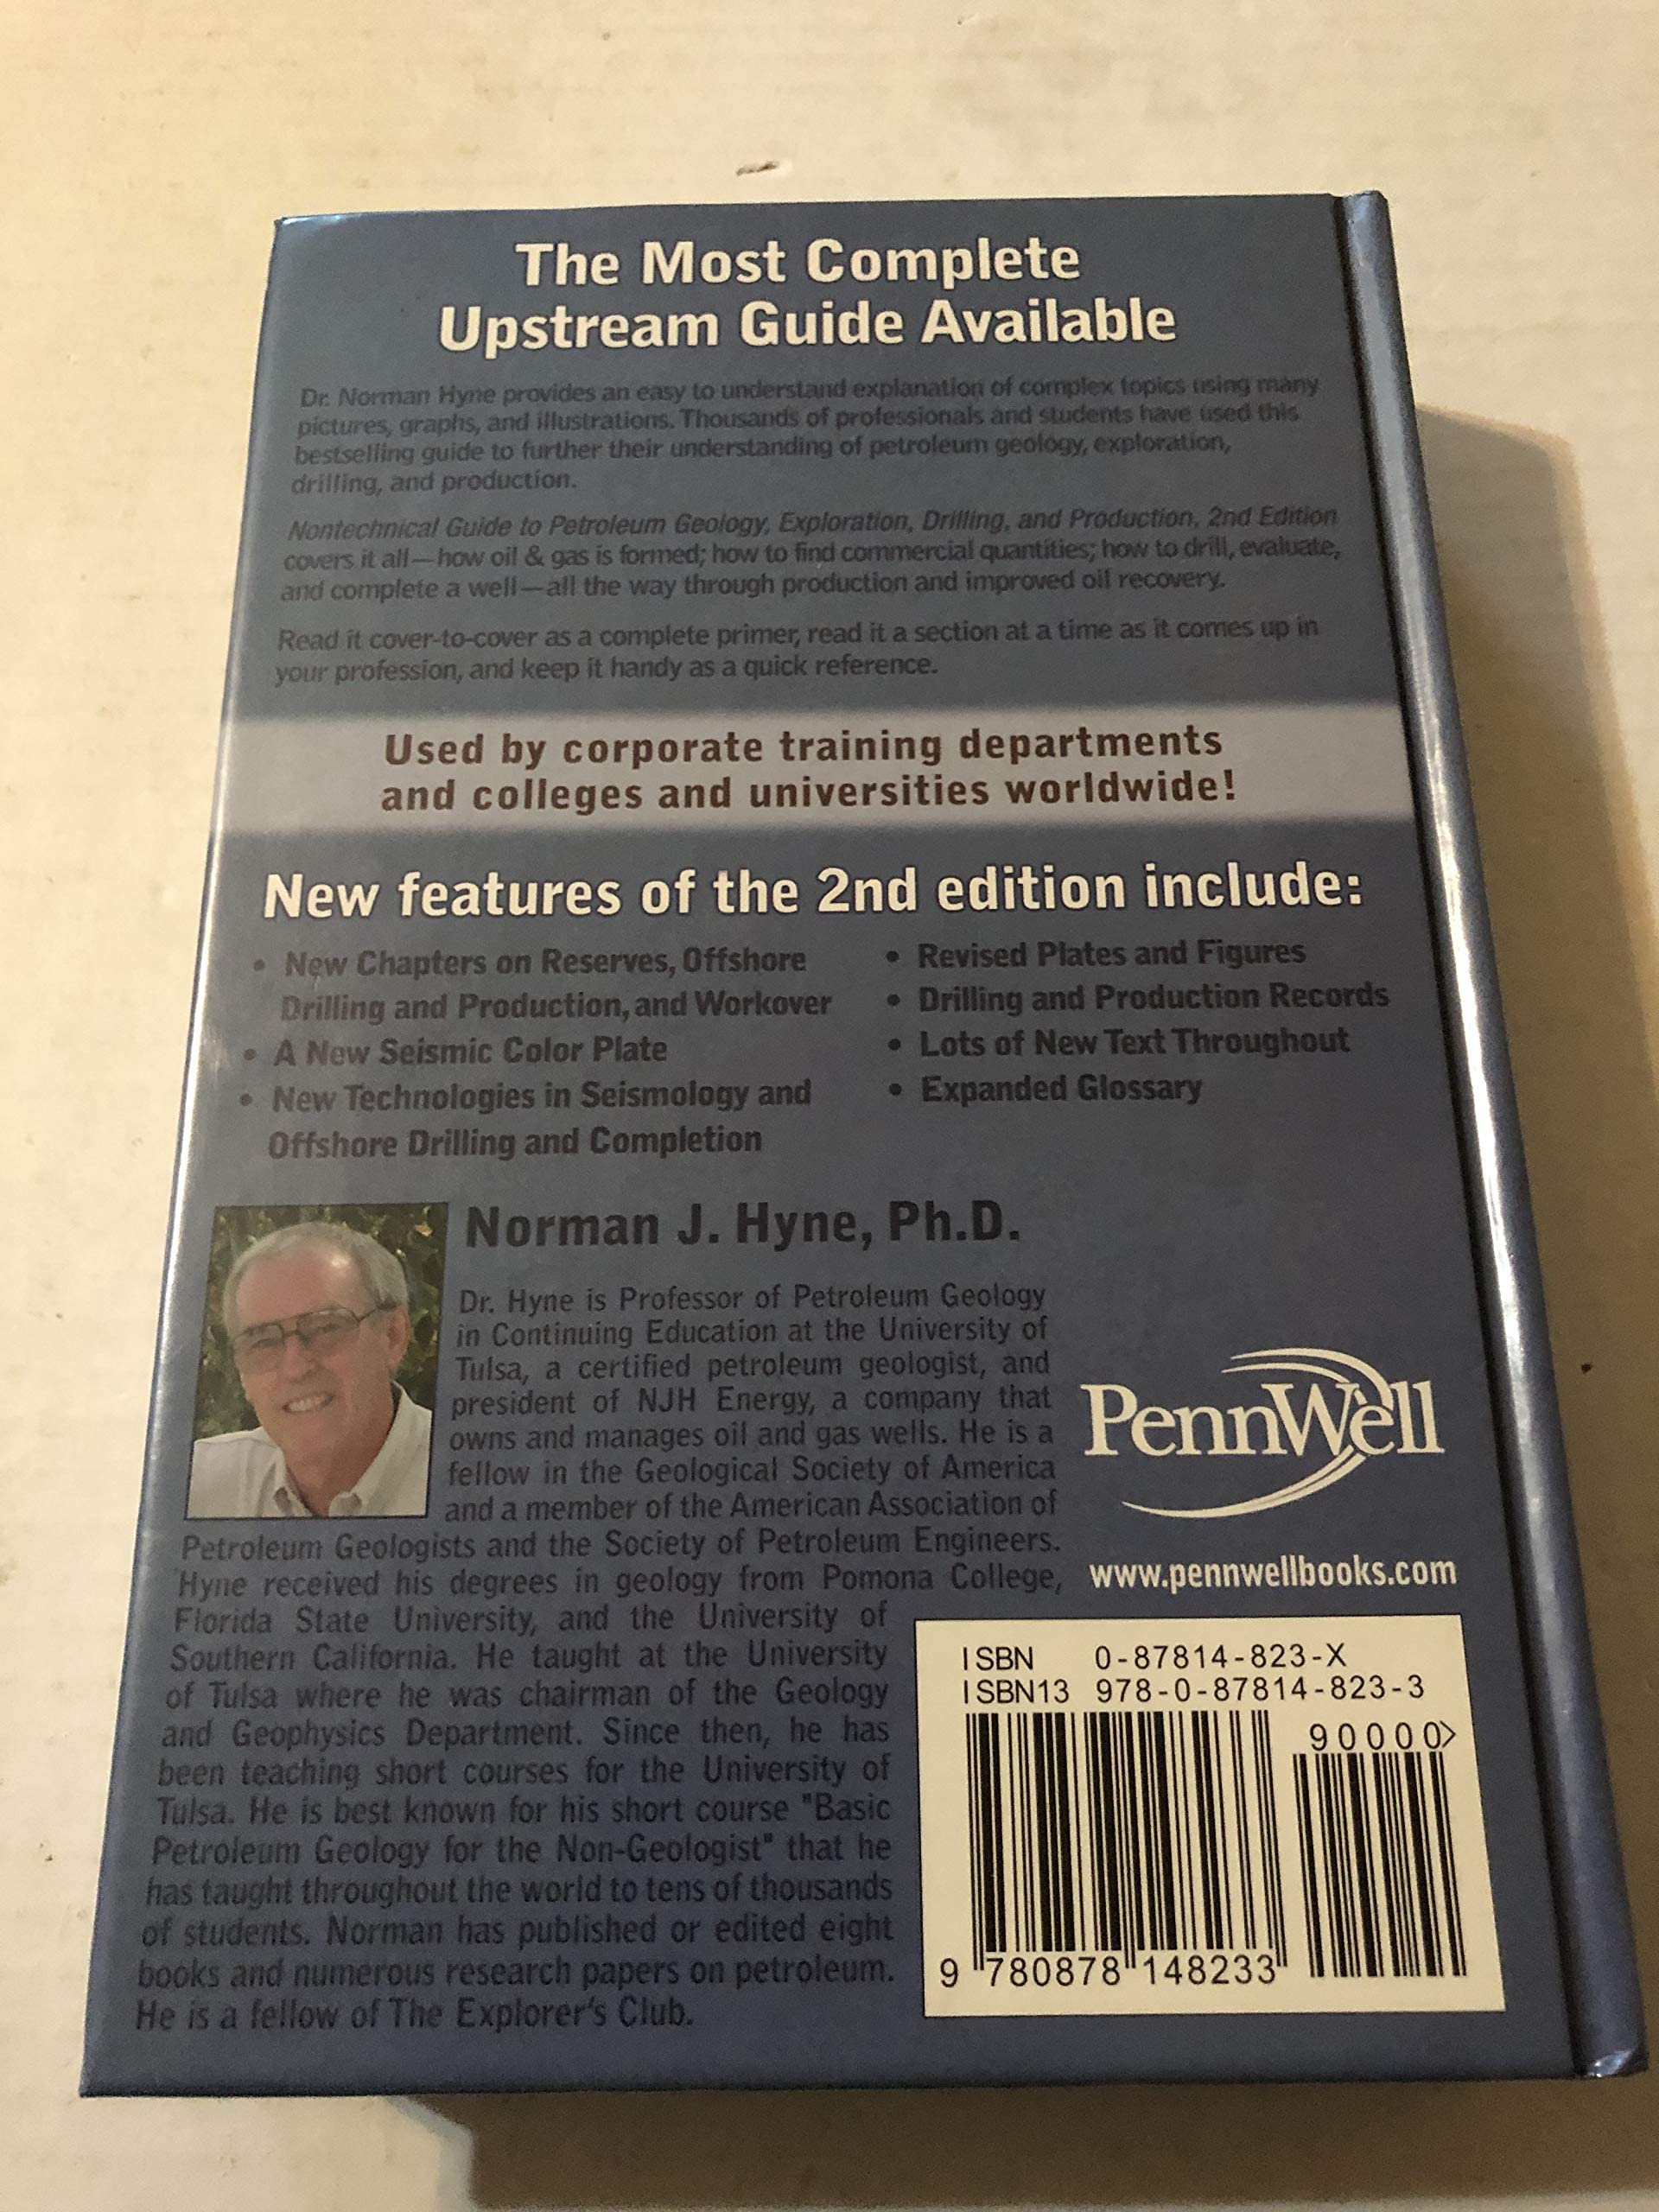 The Most Complete
Upstream Guide Available
Dr. Norman Hyne provides an easy to understand explanation of complex topics using many
pictures, graphs, and illustrations. Thousands of professionals and students have used this
bestselling guide to further their understanding of petroleum geology, exploration,
drilling, and production.
Nontechnical Guide to Petroleum Geology, Exploration, Drilling, and Production, 2nd Edition
covers it all—how oil & gas is formed; how to find commercial quantities; how to drill, evaluate,
and complete a well—all the way through production and improved oil recovery.
Read it cover-to-cover as a complete primer, read it a section at a time as it comes up in
your profession, and keep it handy as a quick reference.
Used by corporate training departments
and colleges and universities worldwide!
New features of the 2nd edition include:
• New Chapters on Reserves, Offshore
Drilling and Production, and Workover
• A New Seismic Color Plate
• New Technologies in Seismology and
Offshore Drilling and Completion
• Revised Plates and Figures
• Drilling and Production Records
• Lots of New Text Throughout
• Expanded Glossary
Norman J. Hyne, Ph.D.
Dr. Hyne is Professor of Petroleum Geology
in Continuing Education at the University of
Tulsa, a certified petroleum geologist, and
president of NJH Energy, a company that
owns and manages oil and gas wells. He is a
fellow in the Geological Society of America
and a member of the American Association of
Petroleum Geologists and the Society of Petroleum Engineers.
Hyne received his degrees in geology from Pomona College,
Florida State University, and the University of
Southern California. He taught at the University
of Tulsa where he was chairman of the Geology
and Geophysics Department. Since then, he has
been teaching short courses for the University of
Tulsa. He is best known for his short course "Basic
Petroleum Geology for the Non-Geologist" that he
has taught throughout the world to tens of thousands
of students. Norman has published or edited eight
books and numerous research papers on petroleum.
He is a fellow of The Explorer's Club.
PennWell
www.pennwellbooks.com
ISBN 0-87814-823-X
ISBN13 978-0-87814-823-3
90000>
9 780878 148233